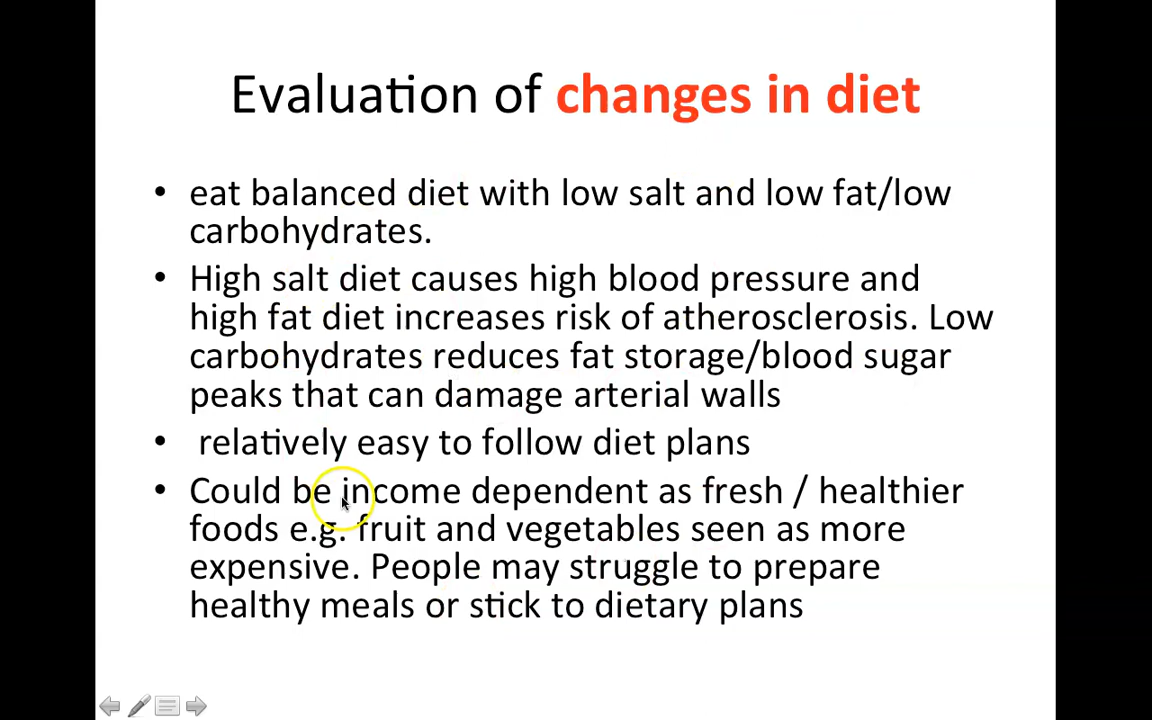 Evaluation of changes in diet
• eat balanced diet with low salt and low fat/low
carbohydrates.
• High salt diet causes high blood pressure and
high fat diet increases risk of atherosclerosis. Low
carbohydrates reduces fat storage/blood sugar
peaks that can damage arterial walls
• relatively easy to follow diet plans
• Could be income dependent as fresh / healthier
foods e.g. fruit and vegetables seen as more
expensive. People may struggle to prepare
healthy meals or stick to dietary plans